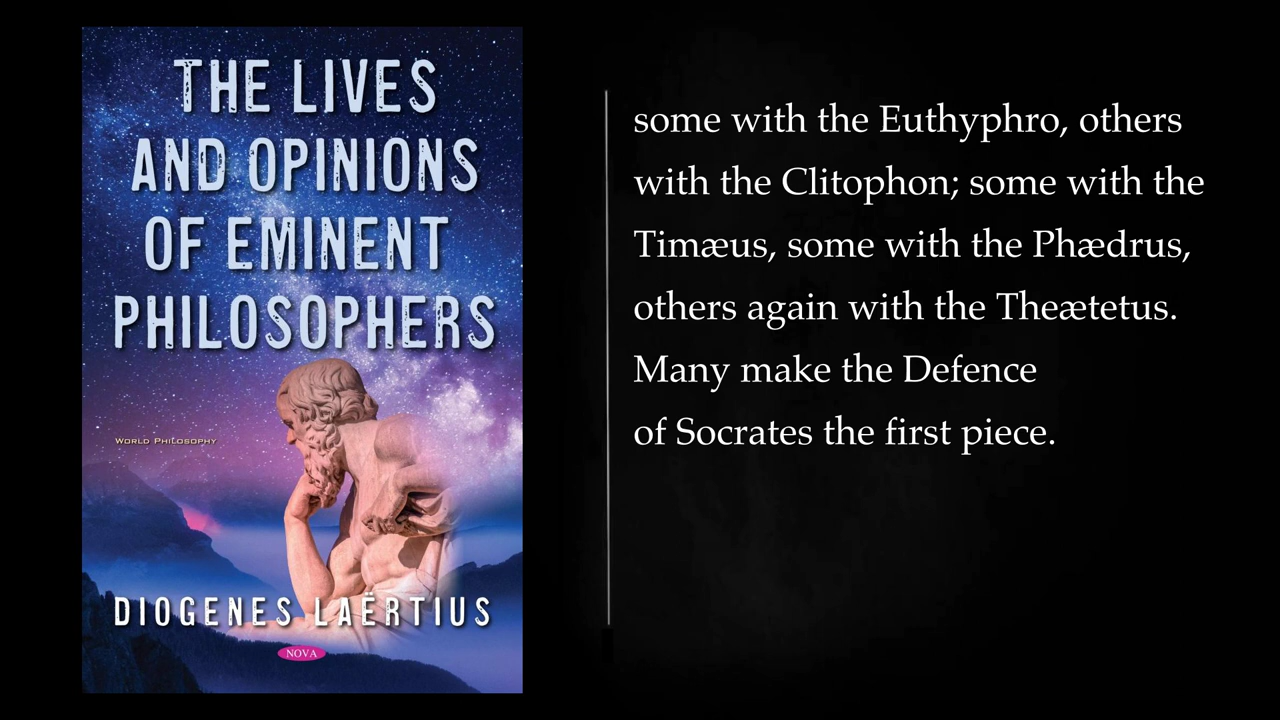 THE LIVES
AND OPINIONS
OF EMINENT
PHILOSOPHERS
WORLD PHILOSOPHY
DIOGENES LAËRTIUS
NOVA
some with the Euthyphro, others
with the Clitophon; some with the
Timæus, some with the Phædrus,
others again with the Theætetus.
Many make the Defence
of Socrates the first piece.